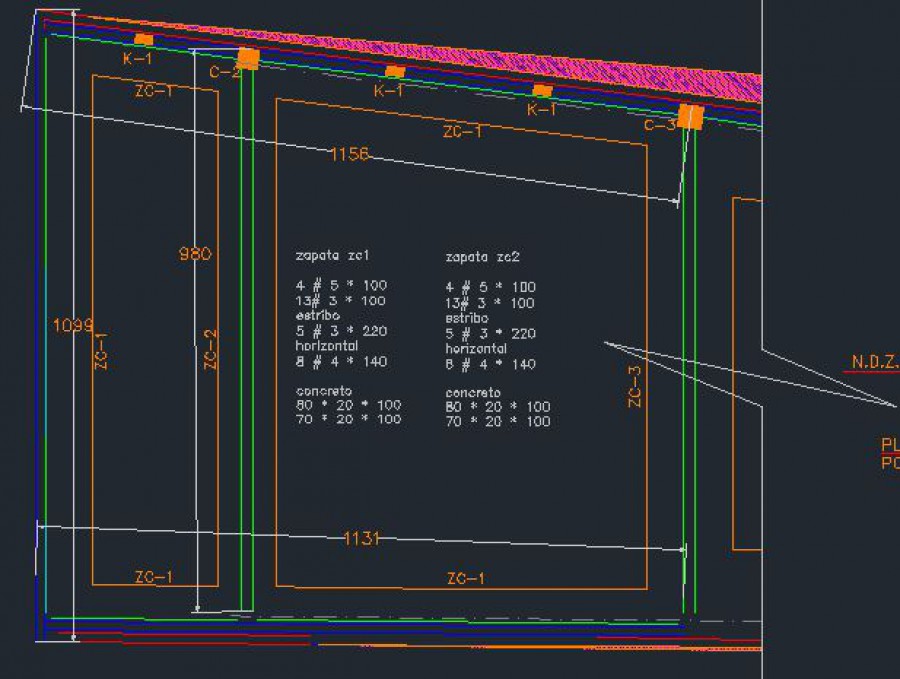 K-1
C-2
K-1
K-1
C-3
ZC-1
ZC-1
1156
980
1099
ZC-1
ZC-2
ZC-3
zapata zc1
4 # 5 * 100
13# 3 * 100
estribo
5 # 3 * 220
horizontal
8 # 4 * 140
concreto
80 * 20 * 100
70 * 20 * 100
zapata zc2
4 # 5 * 100
13# 3 * 100
estribo
5 # 3 * 220
horizontal
8 # 4 * 140
concreto
80 * 20 * 100
70 * 20 * 100
N.D.Z.
PL
PO
1131
ZC-1
ZC-1